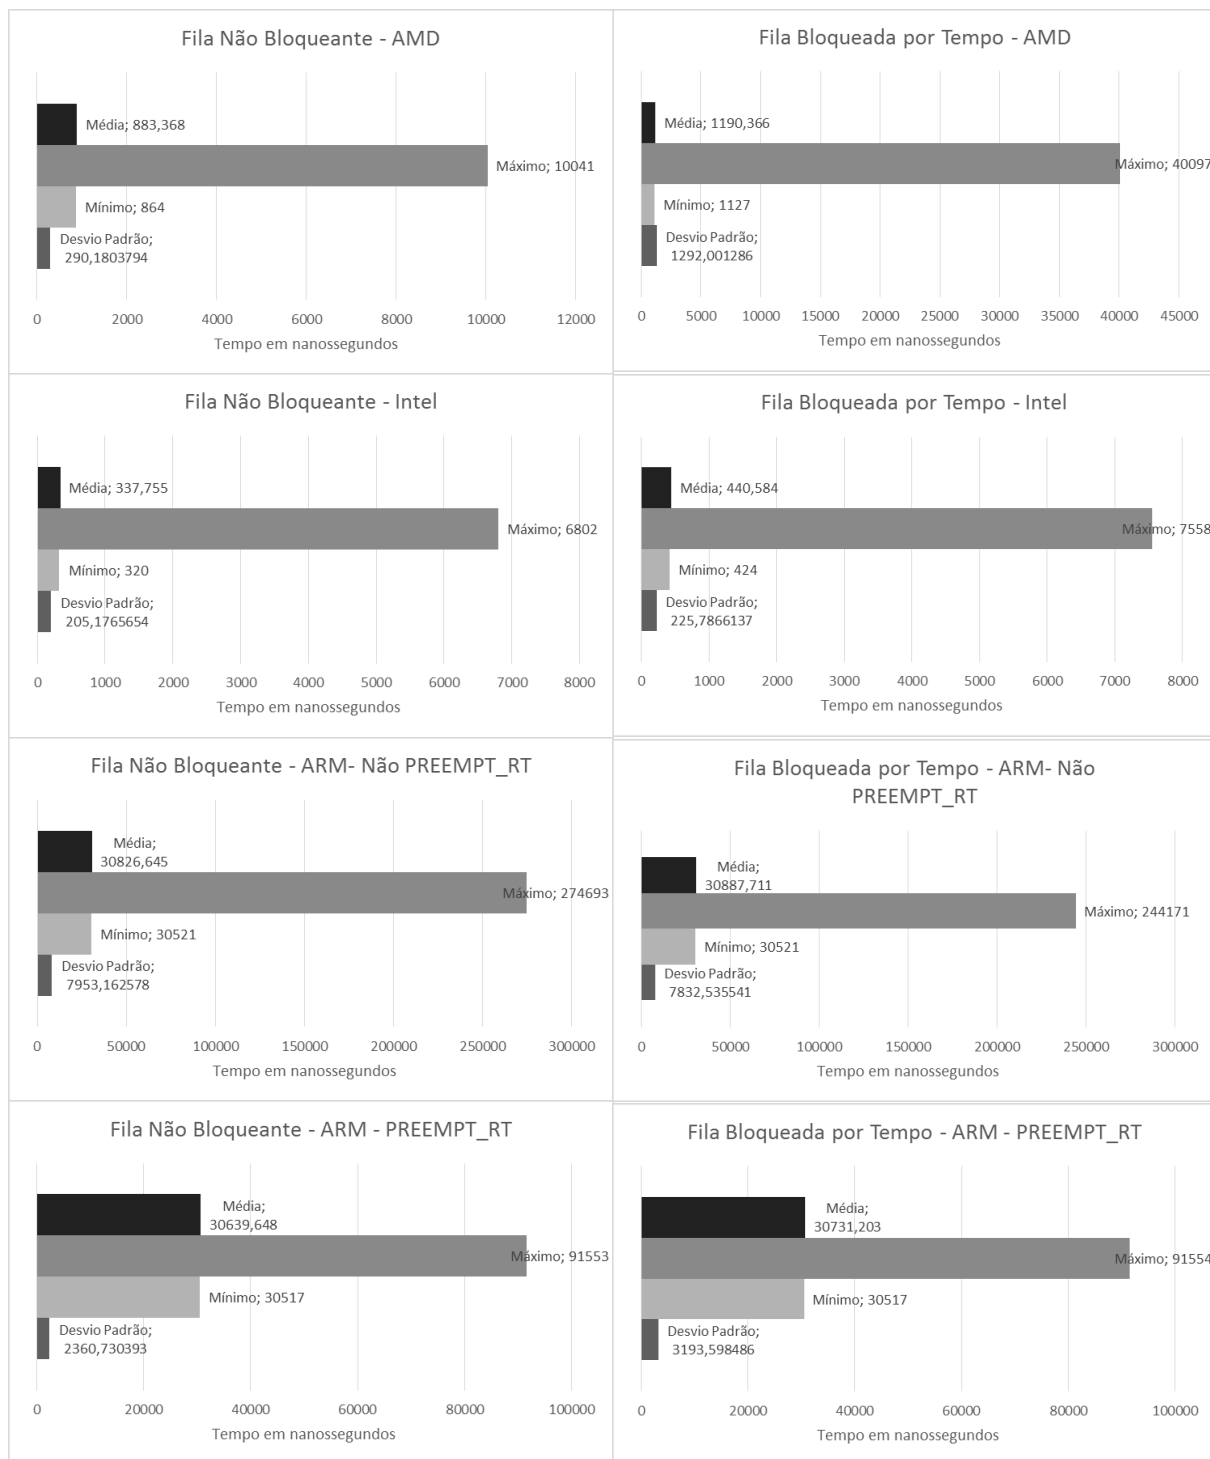 Fila Não Bloqueante - AMD
Média; 883,368
Máximo; 10041
Mínimo; 864
Desvio Padrão;
290,1803794
0 2000 4000 6000 8000 10000 12000
Tempo em nanossegundos
Fila Bloqueada por Tempo - AMD
Média; 1190,366
Máximo; 40097
Mínimo; 1127
Desvio Padrão;
1292,001286
0 5000 10000 15000 20000 25000 30000 35000 40000 45000
Tempo em nanossegundos
Fila Não Bloqueante - Intel
Média; 337,755
Máximo; 6802
Mínimo; 320
Desvio Padrão;
205,1765654
0 1000 2000 3000 4000 5000 6000 7000 8000
Tempo em nanossegundos
Fila Bloqueada por Tempo - Intel
Média; 440,584
Máximo; 7558
Mínimo; 424
Desvio Padrão;
225,7866137
0 1000 2000 3000 4000 5000 6000 7000 8000
Tempo em nanossegundos
Fila Não Bloqueante - ARM- Não PREEMPT_RT
Média;
30826,645
Máximo; 274693
Mínimo; 30521
Desvio Padrão;
7953,162578
0 50000 100000 150000 200000 250000 300000
Tempo em nanossegundos
Fila Bloqueada por Tempo - ARM- Não
PREEMPT_RT
Média;
30887,711
Máximo; 244171
Mínimo; 30521
Desvio Padrão;
7832,535541
0 50000 100000 150000 200000 250000 300000
Tempo em nanossegundos
Fila Não Bloqueante - ARM - PREEMPT_RT
Média;
30639,648
Máximo; 91553
Mínimo; 30517
Desvio Padrão;
2360,730393
0 20000 40000 60000 80000 100000
Tempo em nanossegundos
Fila Bloqueada por Tempo - ARM - PREEMPT_RT
Média;
30731,203
Máximo; 91554
Mínimo; 30517
Desvio Padrão;
3193,598486
0 20000 40000 60000 80000 100000
Tempo em nanossegundos